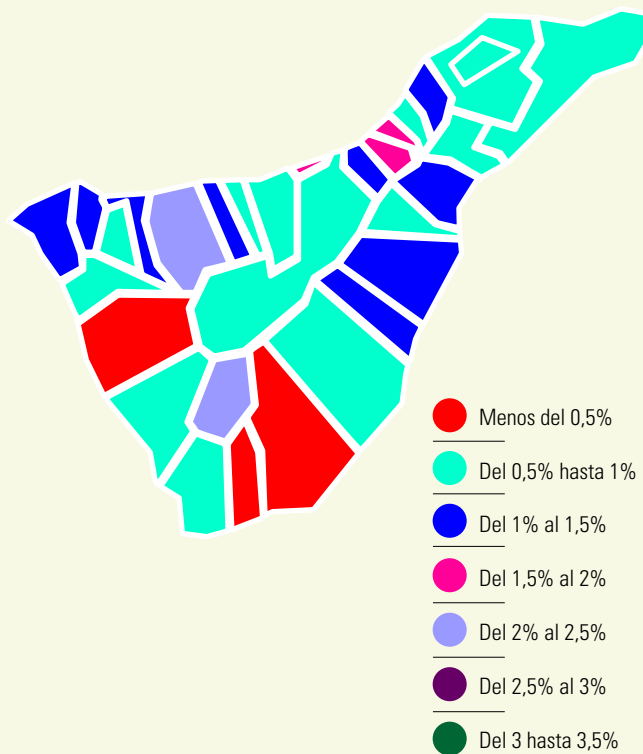 Menos del 0,5%
Del 0,5% hasta 1%
Del 1% al 1,5%
Del 1,5% al 2%
Del 2% al 2,5%
Del 2,5% al 3%
Del 3 hasta 3,5%